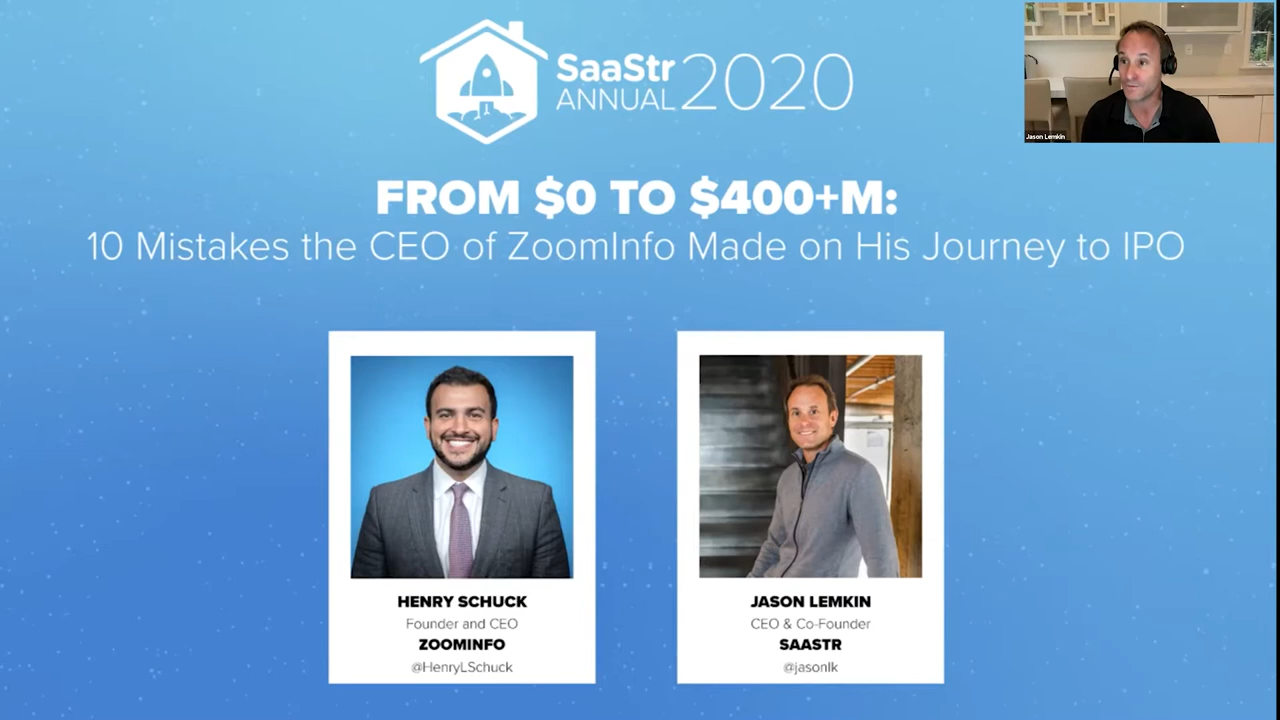 SaaStr
ANNUAL 2020
Jason Lemkin
FROM $0 TO $400+M:
10 Mistakes the CEO of ZoomInfo Made on His Journey to IPO
HENRY SCHUCK
Founder and CEO
ZOOMINFO
@HenryLSchuck
JASON LEMKIN
CEO & Co-Founder
SAASTR
@jasonlk